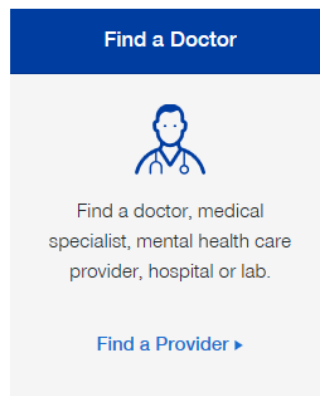 Find a Doctor
Find a doctor, medical
specialist, mental health care
provider, hospital or lab.
Find a Provider ▸